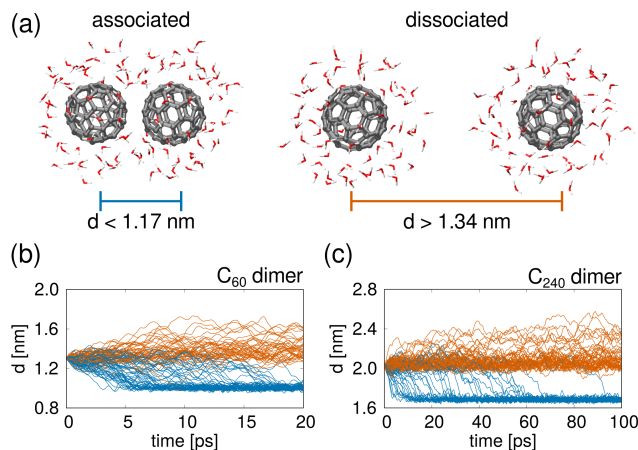 (a) associated dissociated
d < 1.17 nm d > 1.34 nm
(b) C₆₀ dimer
2.0
1.6
1.2
0.8
d [nm]
0 5 10 15 20
time [ps]
(c) C₂₄₀ dimer
2.8
2.4
2.0
1.6
d [nm]
0 20 40 60 80 100
time [ps]